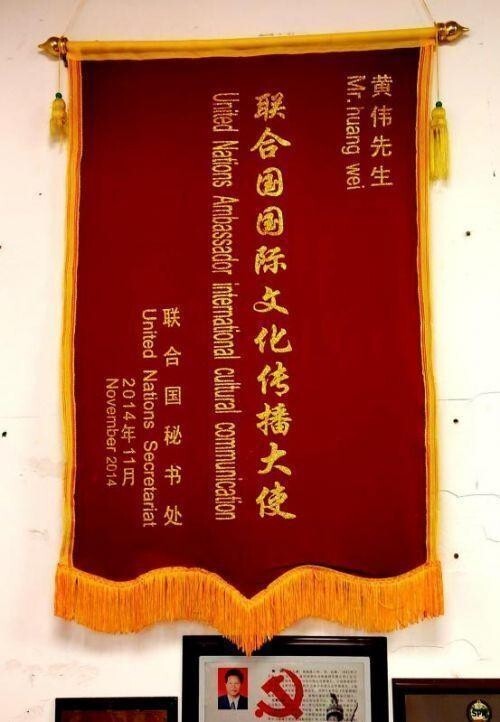 黄伟先生
Mr. huang wei
联合国国际文化传播大使
United Nations Ambassador international cultural communication
联合国秘书处
United Nations Secretariat
2014年11月
November 2014